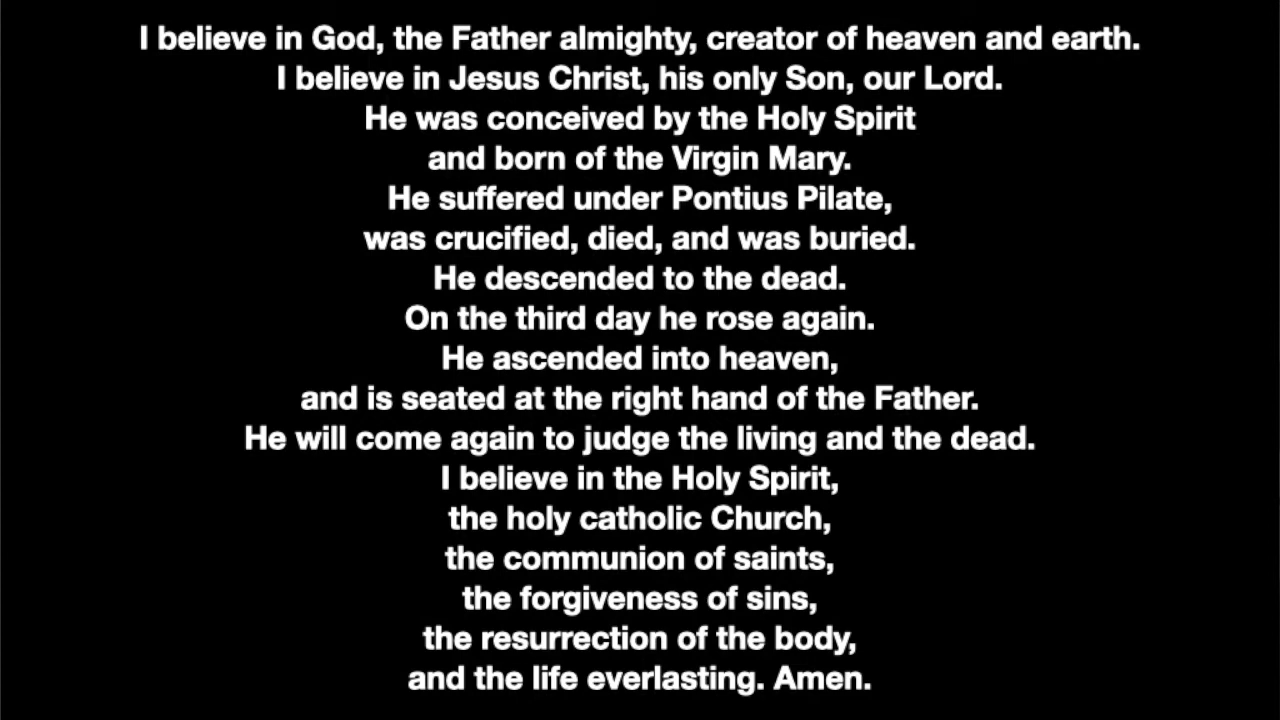 I believe in God, the Father almighty, creator of heaven and earth.
I believe in Jesus Christ, his only Son, our Lord.
He was conceived by the Holy Spirit
and born of the Virgin Mary.
He suffered under Pontius Pilate,
was crucified, died, and was buried.
He descended to the dead.
On the third day he rose again.
He ascended into heaven,
and is seated at the right hand of the Father.
He will come again to judge the living and the dead.
I believe in the Holy Spirit,
the holy catholic Church,
the communion of saints,
the forgiveness of sins,
the resurrection of the body,
and the life everlasting. Amen.